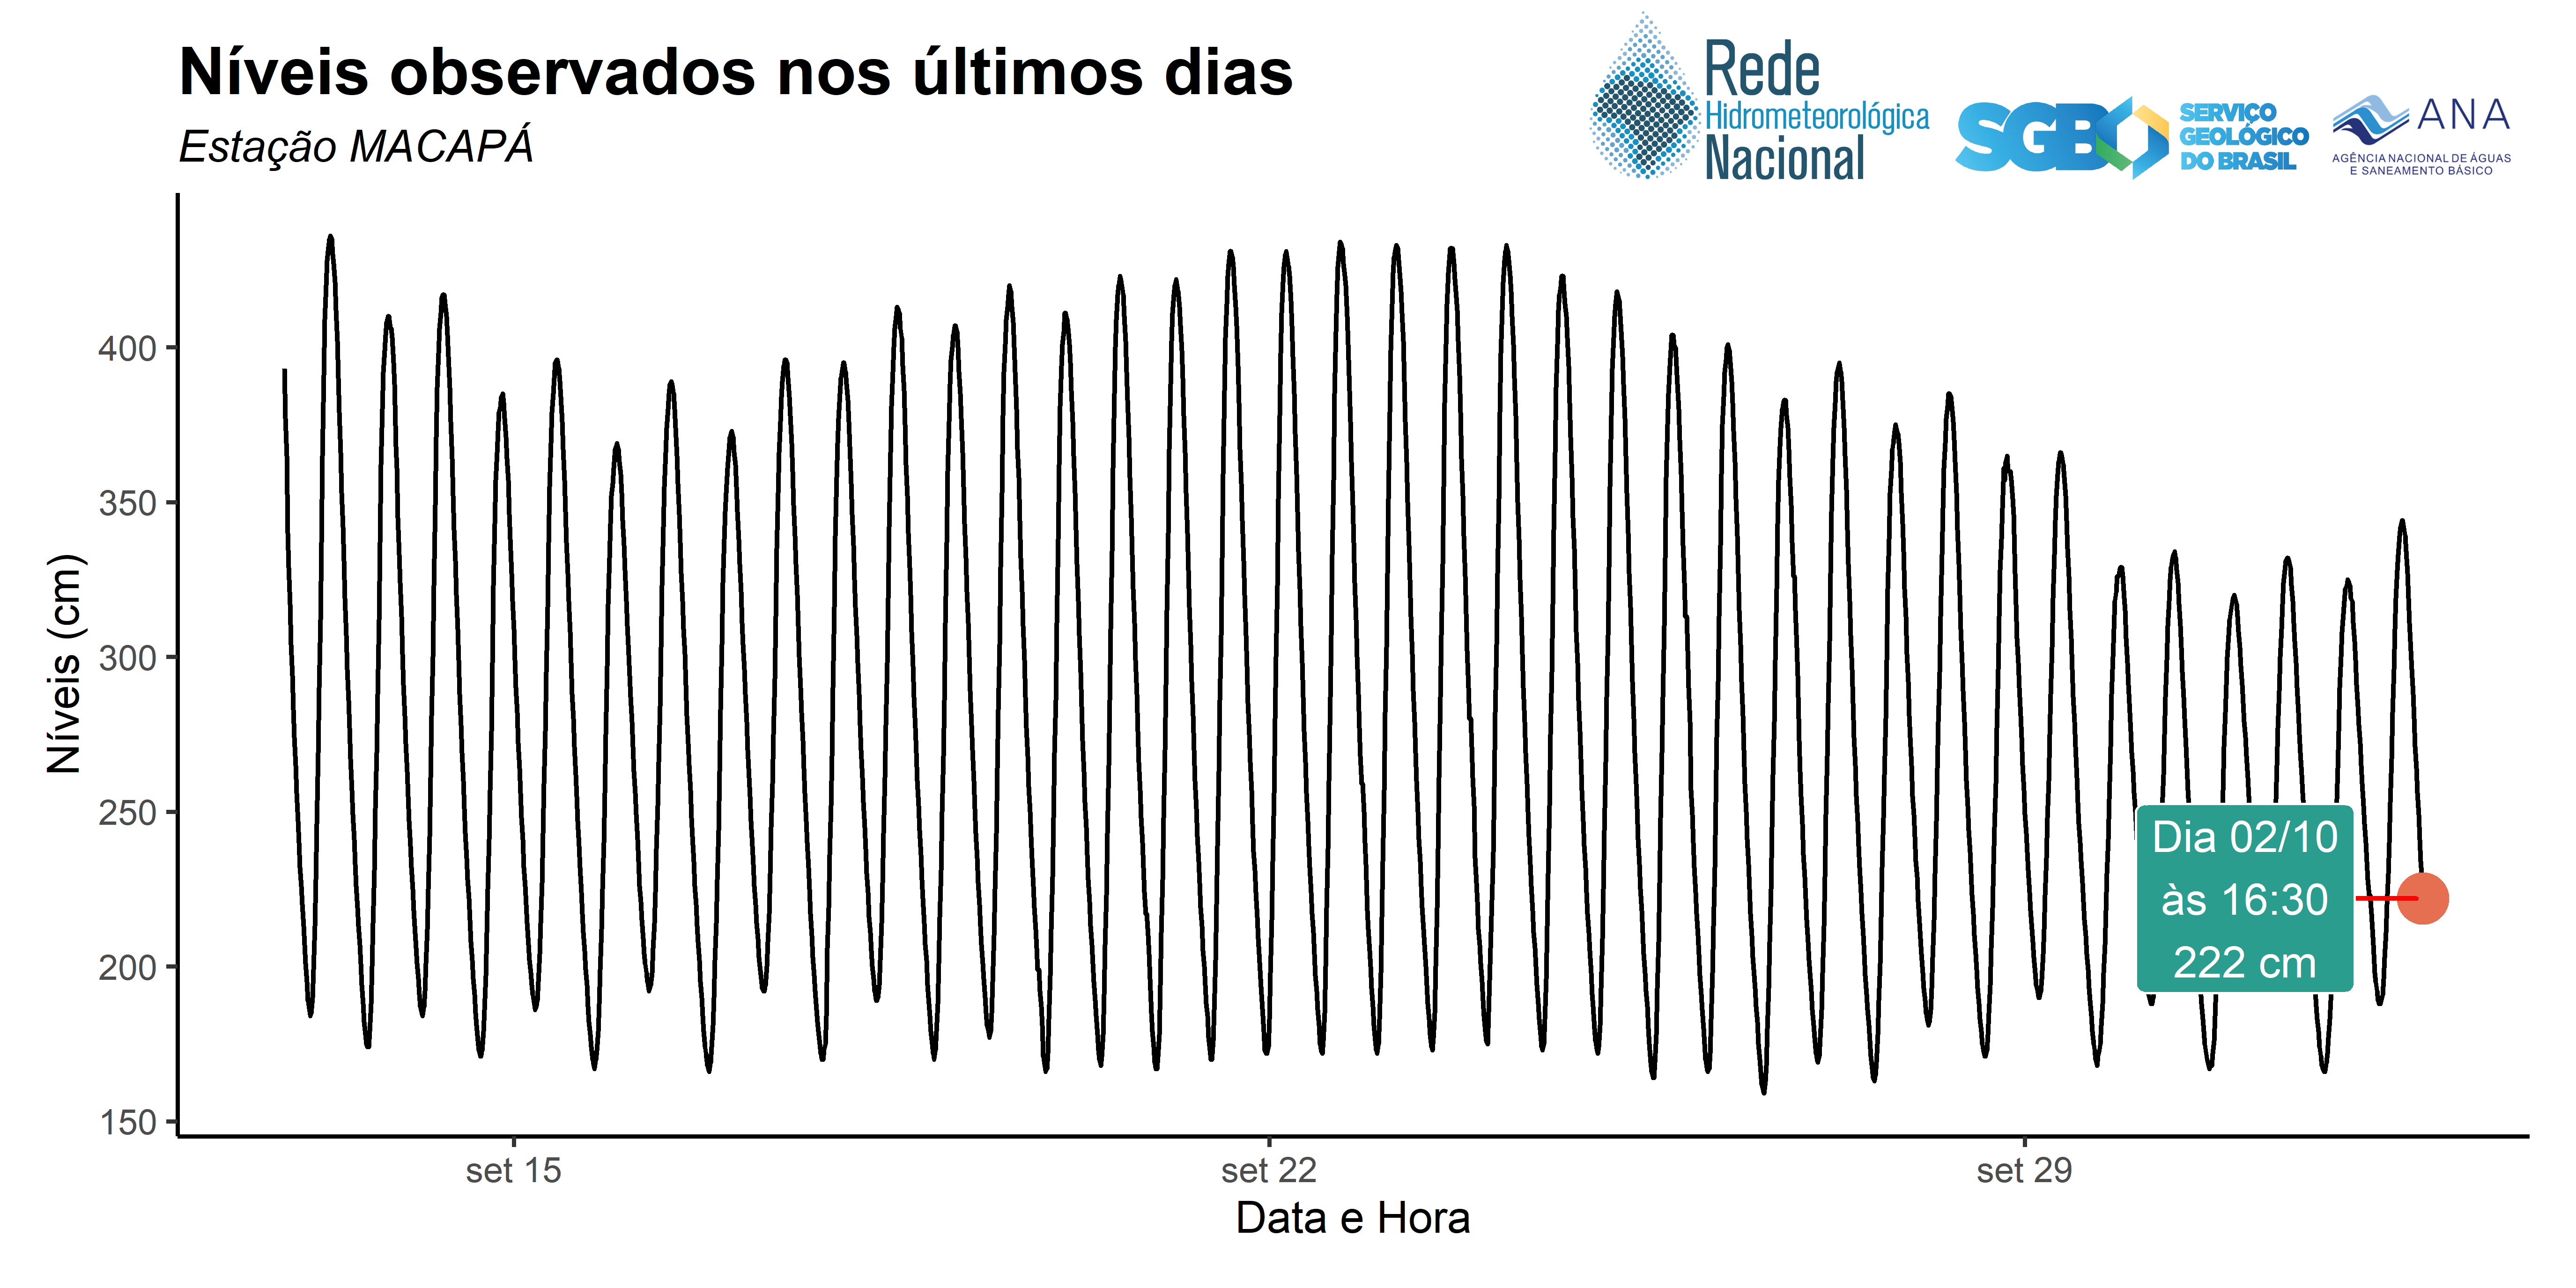 Níveis observados nos últimos dias
Estação MACAPÁ
Rede
Hidrometeorológica
Nacional
SGB
SERVIÇO
GEOLÓGICO
DO BRASIL
ANA
AGÊNCIA NACIONAL DE ÁGUAS
E SANEAMENTO BÁSICO
Níveis (cm)
400
350
300
250
200
150
Dia 02/10
às 16:30
222 cm
set 15
set 22
set 29
Data e Hora